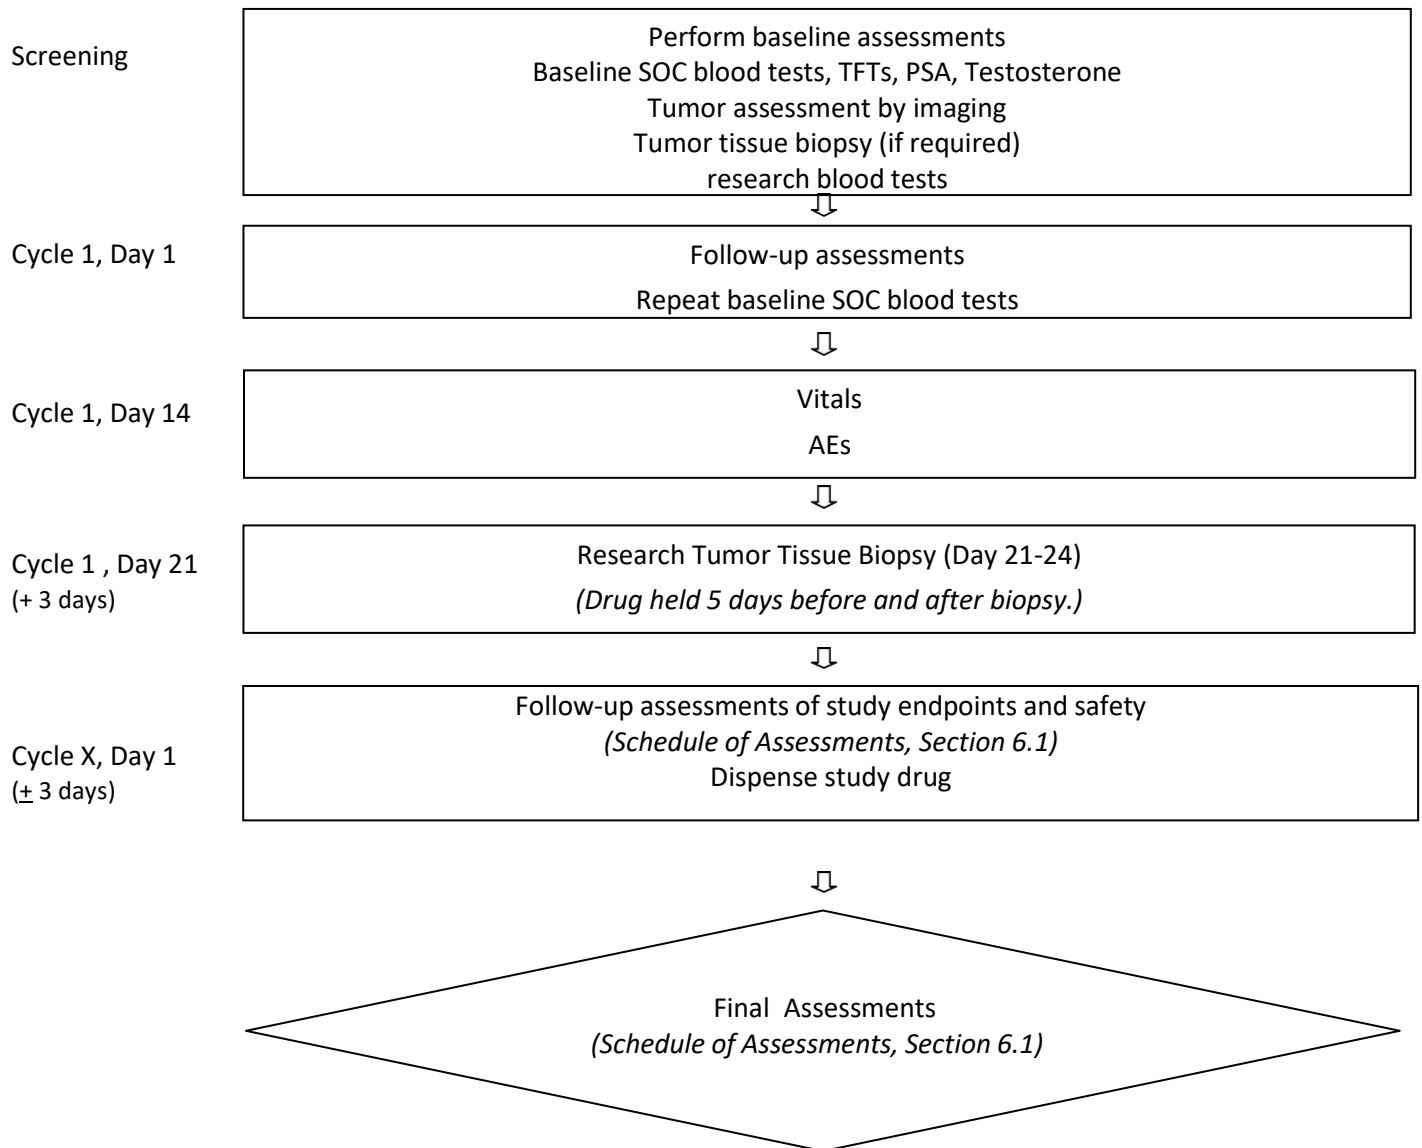 Screening
Perform baseline assessments
Baseline SOC blood tests, TFTs, PSA, Testosterone
Tumor assessment by imaging
Tumor tissue biopsy (if required)
research blood tests
Cycle 1, Day 1
Follow-up assessments
Repeat baseline SOC blood tests
Cycle 1, Day 14
Vitals
AEs
Cycle 1 , Day 21
(+ 3 days)
Research Tumor Tissue Biopsy (Day 21-24)
(Drug held 5 days before and after biopsy.)
Cycle X, Day 1
(± 3 days)
Follow-up assessments of study endpoints and safety
(Schedule of Assessments, Section 6.1)
Dispense study drug
Final  Assessments
(Schedule of Assessments, Section 6.1)